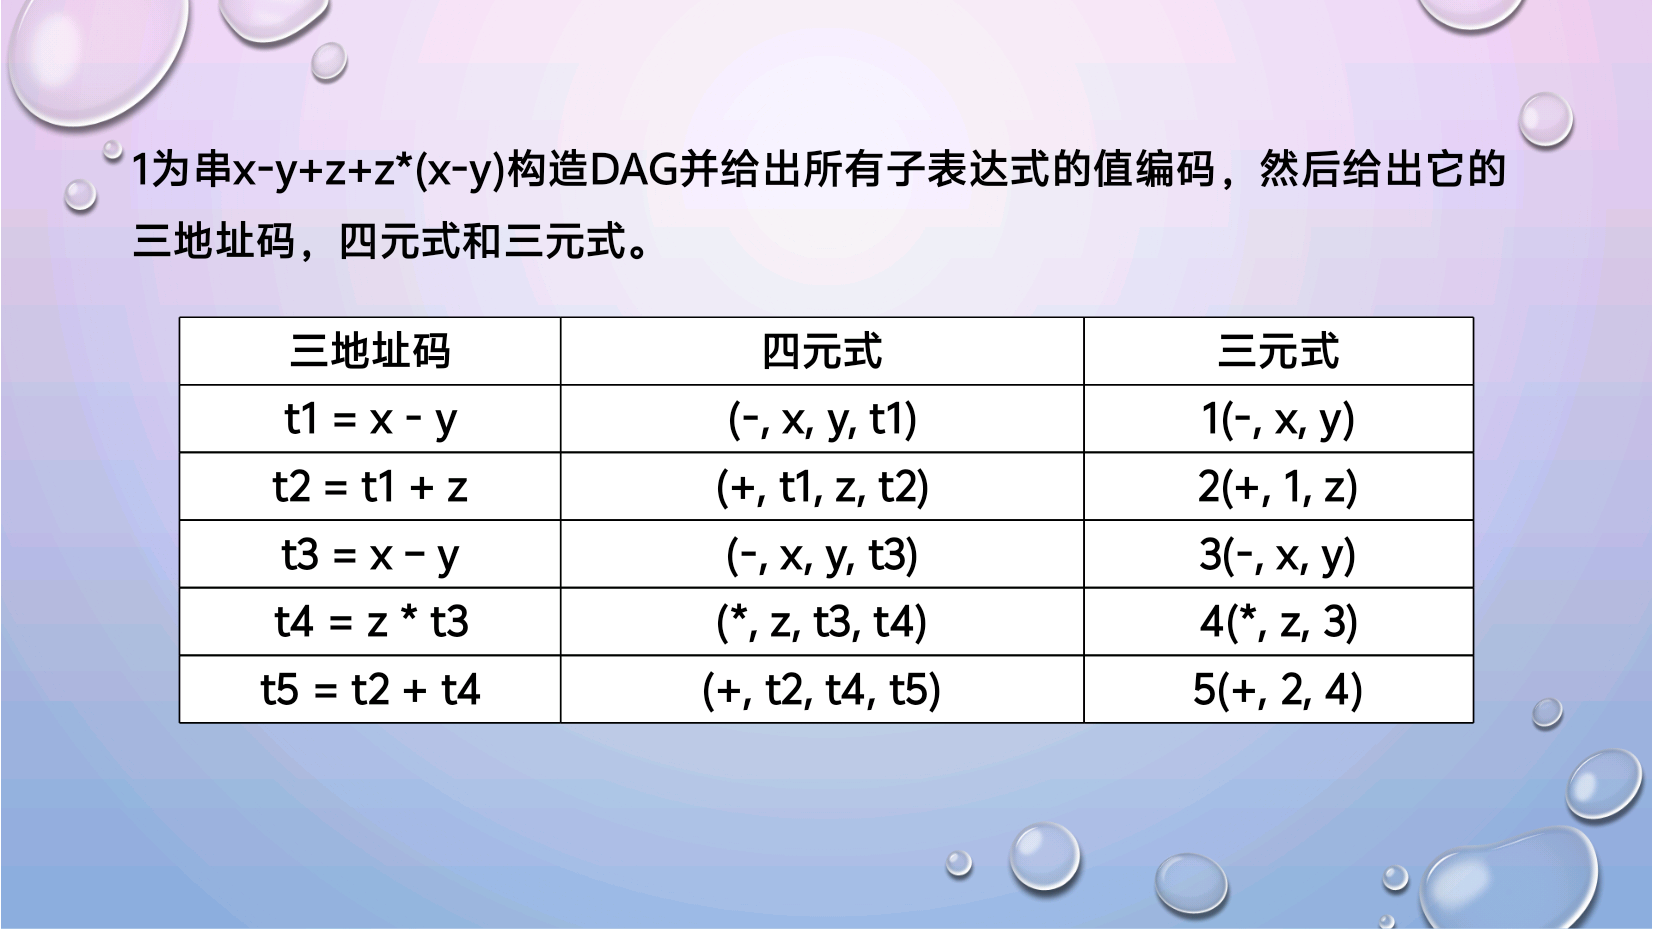 1为串x-y+z+z*(x-y)构造DAG并给出所有子表达式的值编码，然后给出它的
三地址码，四元式和三元式。
三地址码 四元式 三元式
t1 = x - y (-, x, y, t1) 1(-, x, y)
t2 = t1 + z (+, t1, z, t2) 2(+, 1, z)
t3 = x – y (-, x, y, t3) 3(-, x, y)
t4 = z * t3 (*, z, t3, t4) 4(*, z, 3)
t5 = t2 + t4 (+, t2, t4, t5) 5(+, 2, 4)